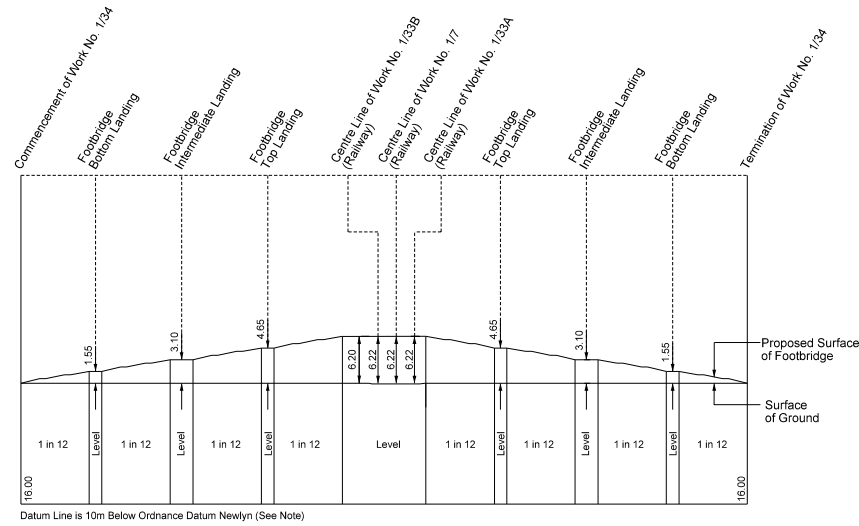 Commencement of Work No. 1/34
Footbridge
Bottom Landing
Footbridge
Intermediate Landing
Footbridge
Top Landing
Centre Line of Work No. 1/33B
(Railway)
Centre Line of Work No. 1/7
(Railway)
Centre Line of Work No. 1/33A
(Railway)
Footbridge
Top Landing
Footbridge
Intermediate Landing
Footbridge
Bottom Landing
Termination of Work No. 1/34
1.55
3.10
4.65
6.20
6.22
6.22
6.22
4.65
3.10
1.55
Proposed Surface
of Footbridge
Surface
of Ground
1 in 12
Level
1 in 12
Level
1 in 12
Level
1 in 12
Level
1 in 12
Level
1 in 12
Level
1 in 12
Level
1 in 12
16.00
16.00
Datum Line is 10m Below Ordnance Datum Newlyn (See Note)